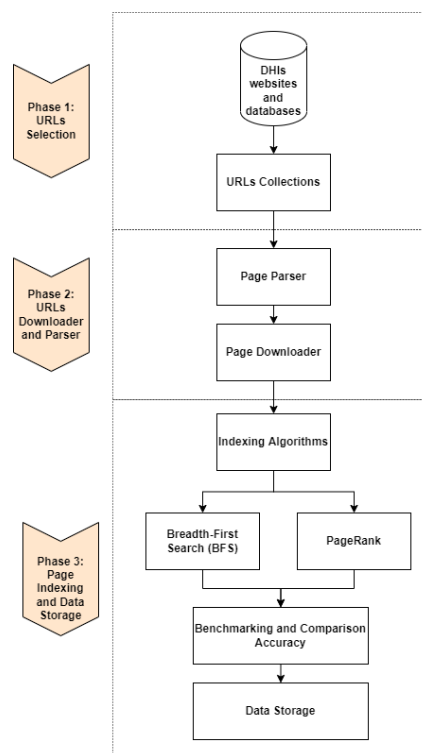 DHIs
websites
and
databases
Phase 1:
URLs
Selection
URLs Collections
Page Parser
Phase 2:
URLs
Downloader
and Parser
Page Downloader
Indexing Algorithms
Breadth-First
Search (BFS)
PageRank
Phase 3:
Page
Indexing
and Data
Storage
Benchmarking and Comparison
Accuracy
Data Storage